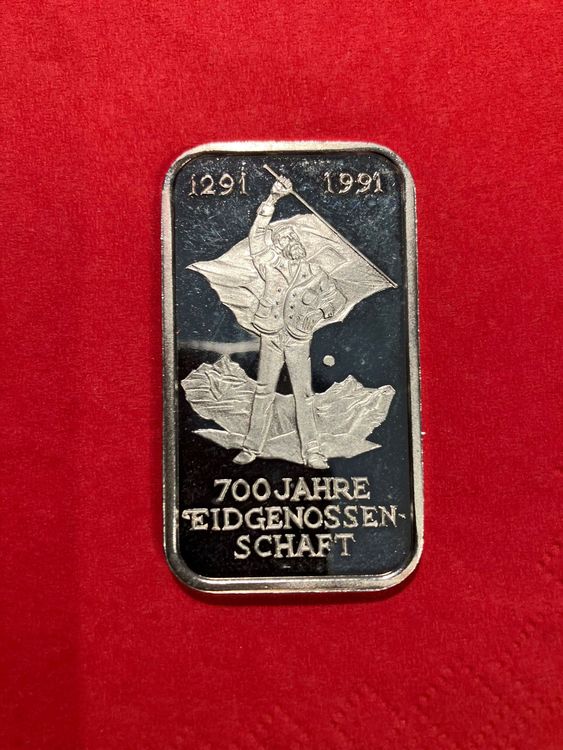 1291 1991
700 JAHRE
EIDGENOSSEN-
SCHAFT